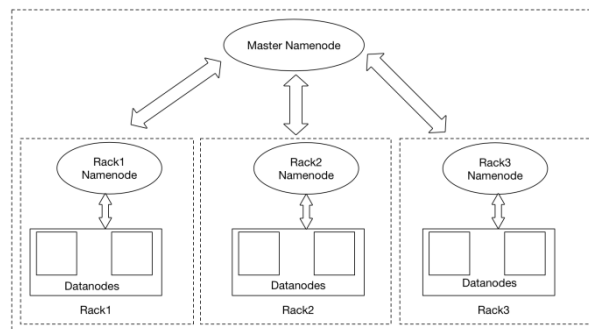 Master Namenode
Rack1
Namenode
Rack2
Namenode
Rack3
Namenode
Datanodes
Datanodes
Datanodes
Rack1
Rack2
Rack3